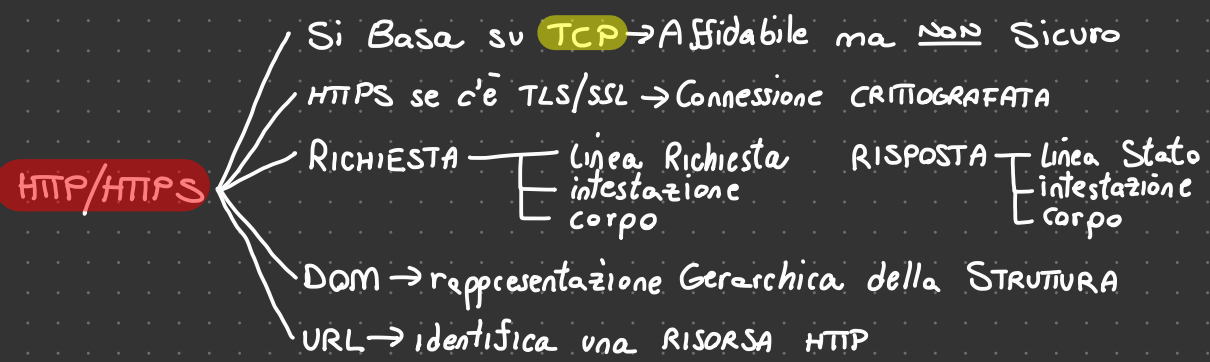 Si Basa su TCP → Affidabile ma NON Sicuro
HTTPS se c'è TLS/SSL → Connessione CRITTOGRAFATA
RICHIESTA linea Richiesta RISPOSTA Linea Stato
HTTP/HTTPS intestazione intestazione
corpo corpo
DOM → rappresentazione Gerarchica della STRUTTURA
URL → identifica una RISORSA HTTP